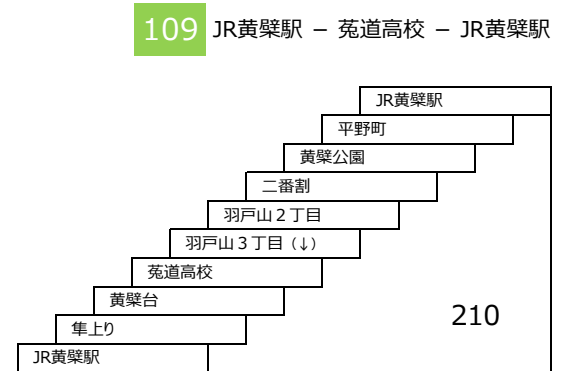 109 JR黄檗駅 － 莵道高校 － JR黄檗駅
JR黄檗駅
平野町
黄檗公園
二番割
羽戸山２丁目
羽戸山３丁目（↓）
莵道高校
黄檗台
隼上り
210
JR黄檗駅